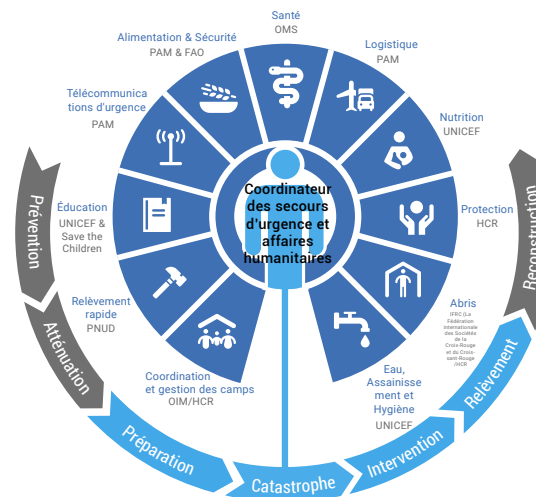 Santé
OMS
Logistique
PAM
Nutrition
UNICEF
Protection
HCR
Abris
IFRC (La
Fédération
internationale
des Sociétés
de la
Croix-Rouge
et du Crois-
sant-Rouge
/HCR
Eau,
Assainisse
ment et
Hygiène
UNICEF
Coordination
et gestion des camps
OIM/HCR
Relèvement
rapide
PNUD
Éducation
UNICEF &
Save the
Children
Télécommunica
tions d'urgence
PAM
Alimentation & Sécurité
PAM & FAO
Coordinateur
des secours
d'urgence et
affaires
humanitaires
Prévention
Atténuation
Préparation
Catastrophe
Intervention
Relèvement
Reconstruction